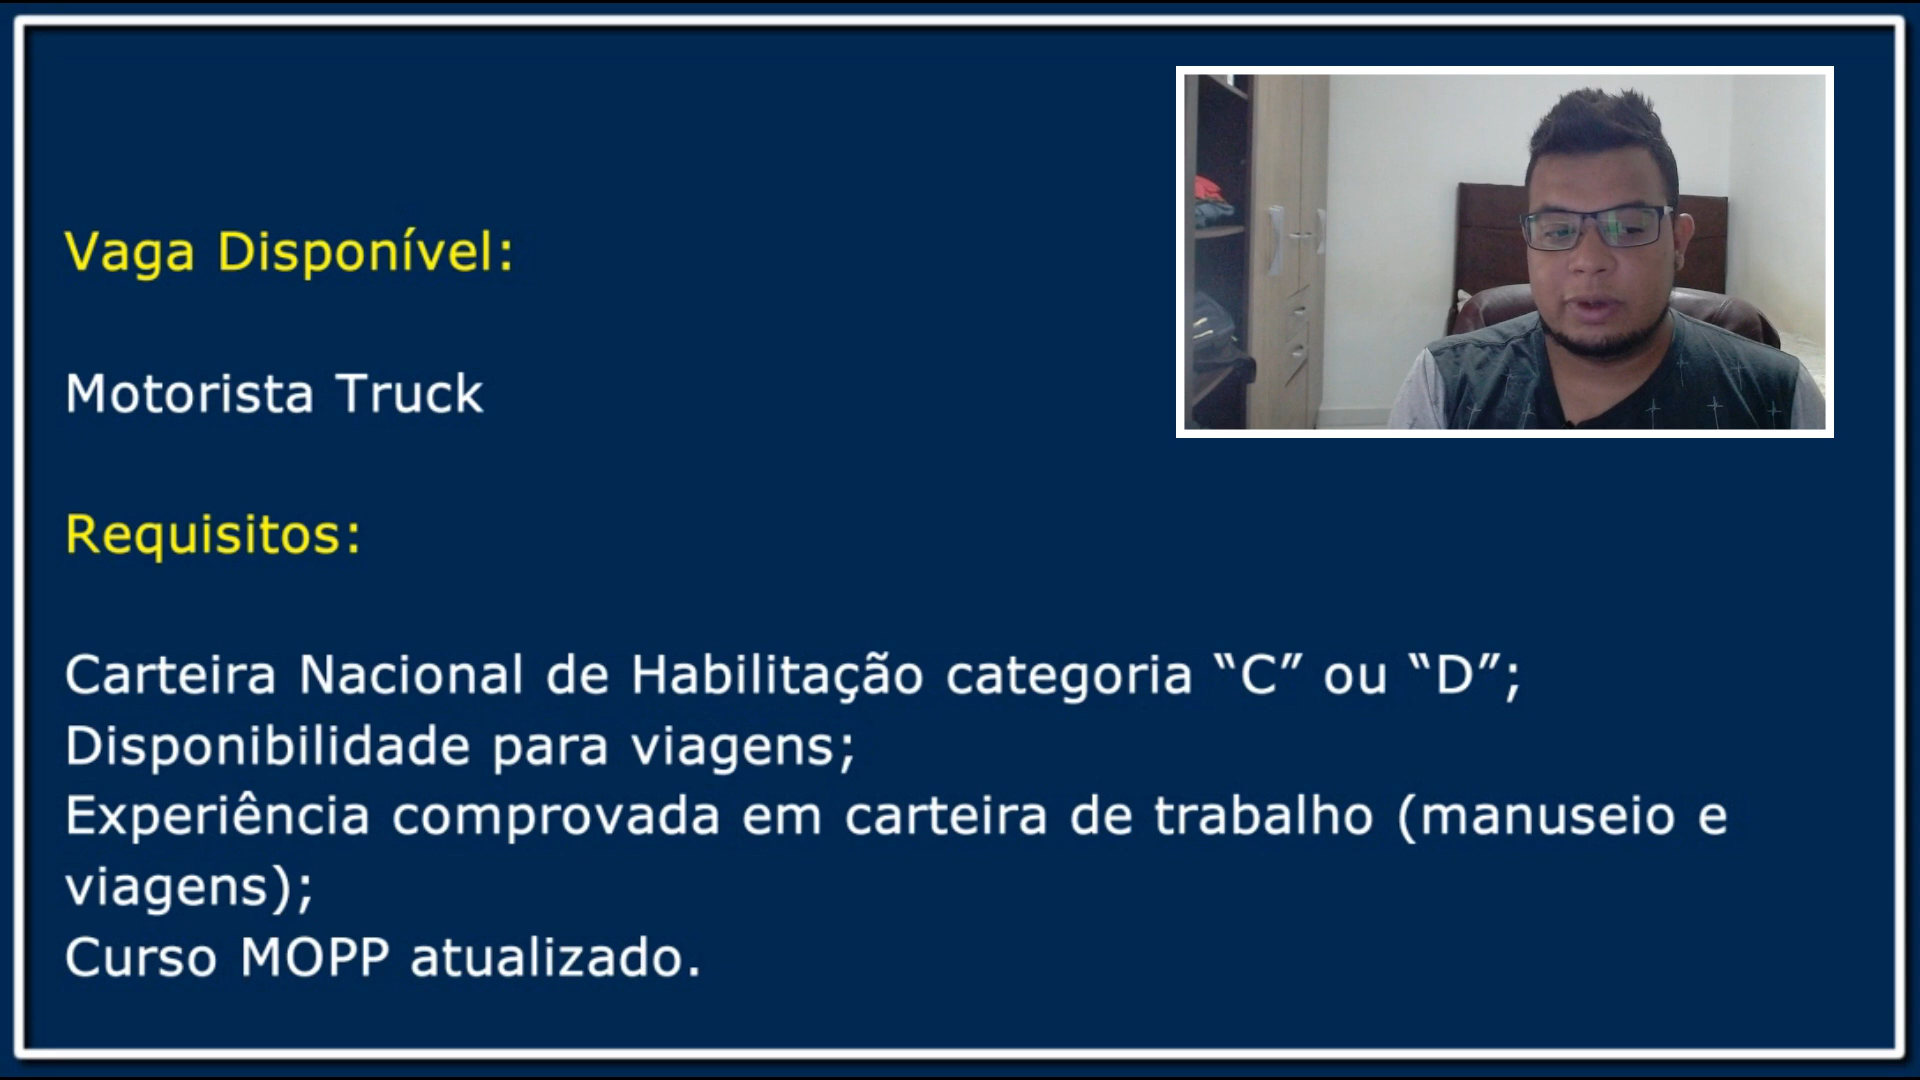 Vaga Disponível:
Motorista Truck
Requisitos:
Carteira Nacional de Habilitação categoria “C” ou “D”;
Disponibilidade para viagens;
Experiência comprovada em carteira de trabalho (manuseio e
viagens);
Curso MOPP atualizado.